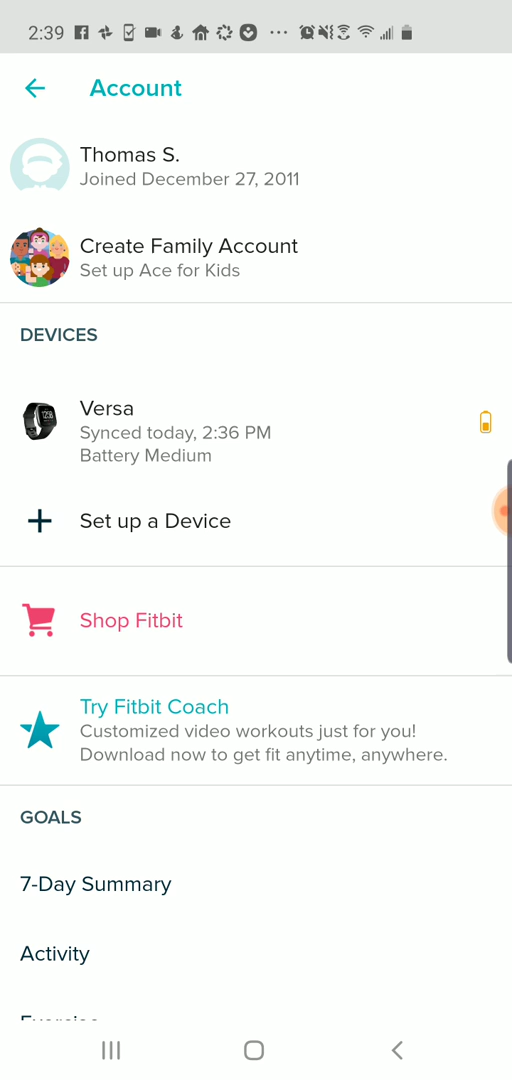 2:39
Account
Thomas S.
Joined December 27, 2011
Create Family Account
Set up Ace for Kids
DEVICES
Versa
Synced today, 2:36 PM
Battery Medium
Set up a Device
Shop Fitbit
Try Fitbit Coach
Customized video workouts just for you!
Download now to get fit anytime, anywhere.
GOALS
7-Day Summary
Activity